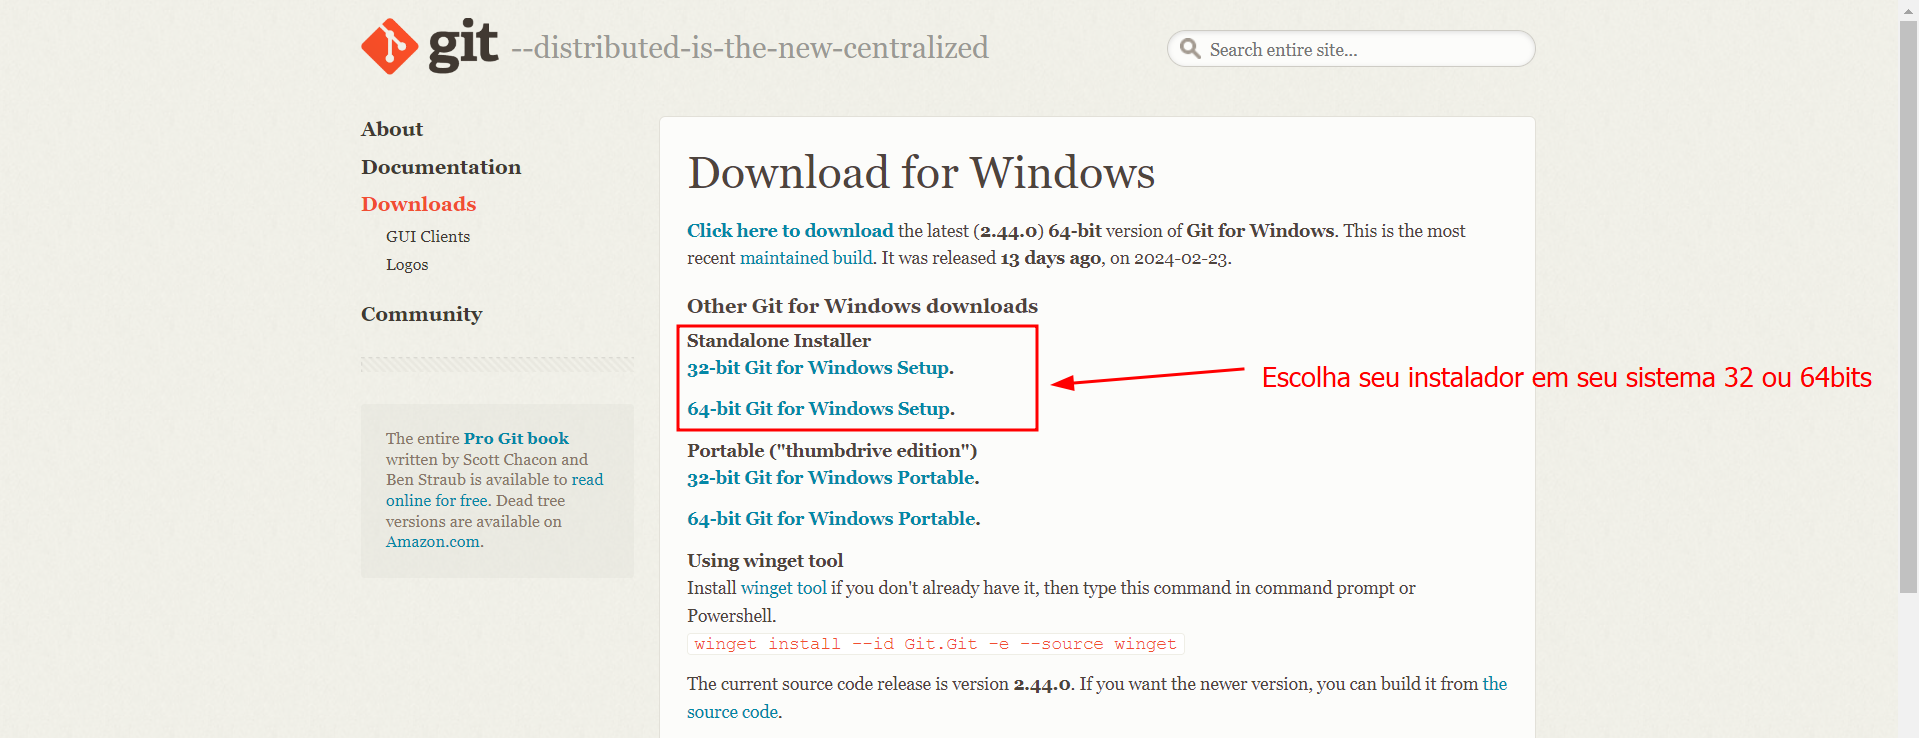 git --distributed-is-the-new-centralized
Search entire site...
About
Documentation
Downloads
GUI Clients
Logos
Community
The entire Pro Git book
written by Scott Chacon and
Ben Straub is available to read
online for free. Dead tree
versions are available on
Amazon.com.
Download for Windows
Click here to download the latest (2.44.0) 64-bit version of Git for Windows. This is the most
recent maintained build. It was released 13 days ago, on 2024-02-23.
Other Git for Windows downloads
Standalone Installer
32-bit Git for Windows Setup.
64-bit Git for Windows Setup.
Escolha seu instalador em seu sistema 32 ou 64bits
Portable ("thumbdrive edition")
32-bit Git for Windows Portable.
64-bit Git for Windows Portable.
Using winget tool
Install winget tool if you don't already have it, then type this command in command prompt or
Powershell.
winget install --id Git.Git -e --source winget
The current source code release is version 2.44.0. If you want the newer version, you can build it from the
source code.